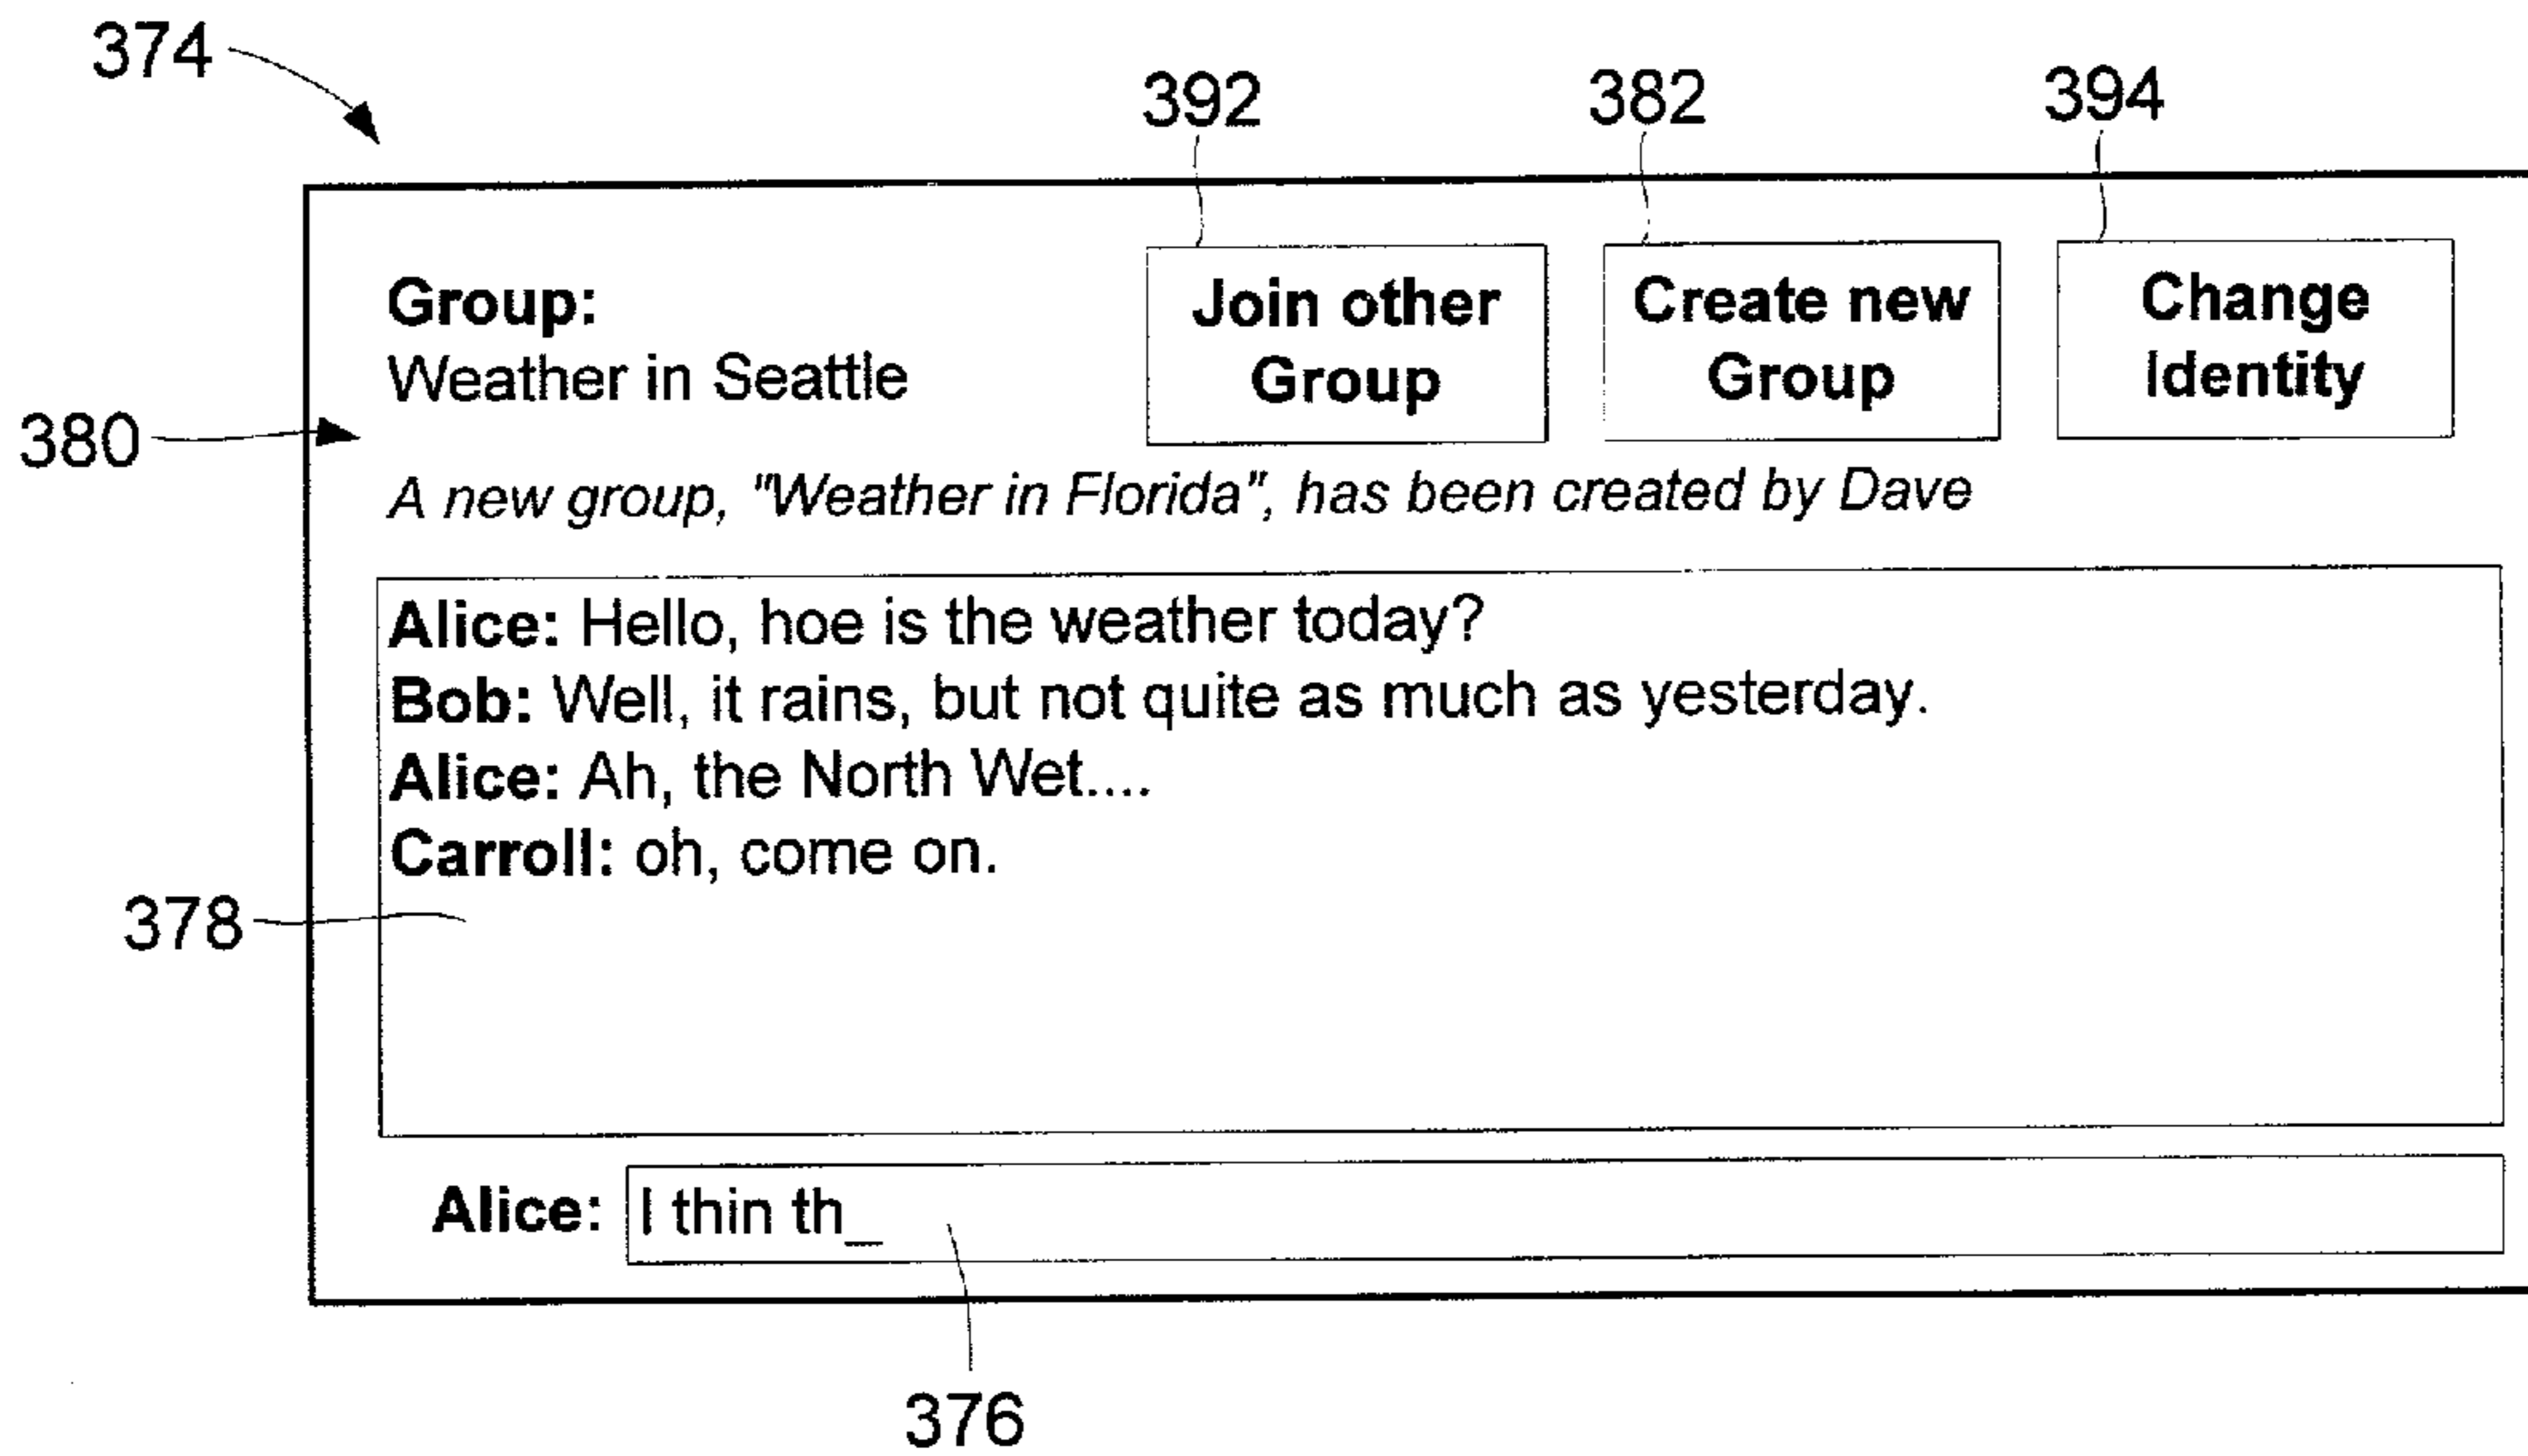 374
392
382
394
Group:
Weather in Seattle
Join other
Group
Create new
Group
Change
Identity
380
A new group, "Weather in Florida", has been created by Dave
Alice: Hello, hoe is the weather today?
Bob: Well, it rains, but not quite as much as yesterday.
Alice: Ah, the North Wet....
Carroll: oh, come on.
378
Alice: I thin th_
376